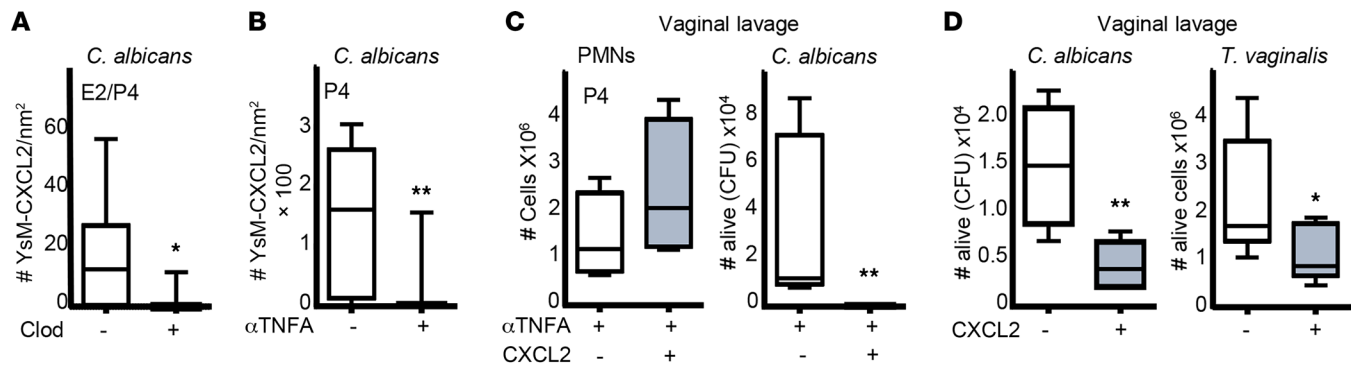 A
C. albicans
E2/P4
# YsM-CXCL2/nm²
60
40
20
0
*
Clod - +
B
C. albicans
P4
# YsM-CXCL2/nm²
× 100
3
2
1
0
**
αTNFA - +
C
Vaginal lavage
PMNs
P4
# Cells X10⁶
4
3
2
1
0
C. albicans
# alive (CFU) x10⁴
8
6
4
2
0
**
αTNFA + + + +
CXCL2 - + - +
D
Vaginal lavage
C. albicans
# alive (CFU) x10⁴
2.0
1.5
1.0
0.5
0
**
T. vaginalis
# alive cells x10⁶
4
3
2
1
0
*
CXCL2 - + - +